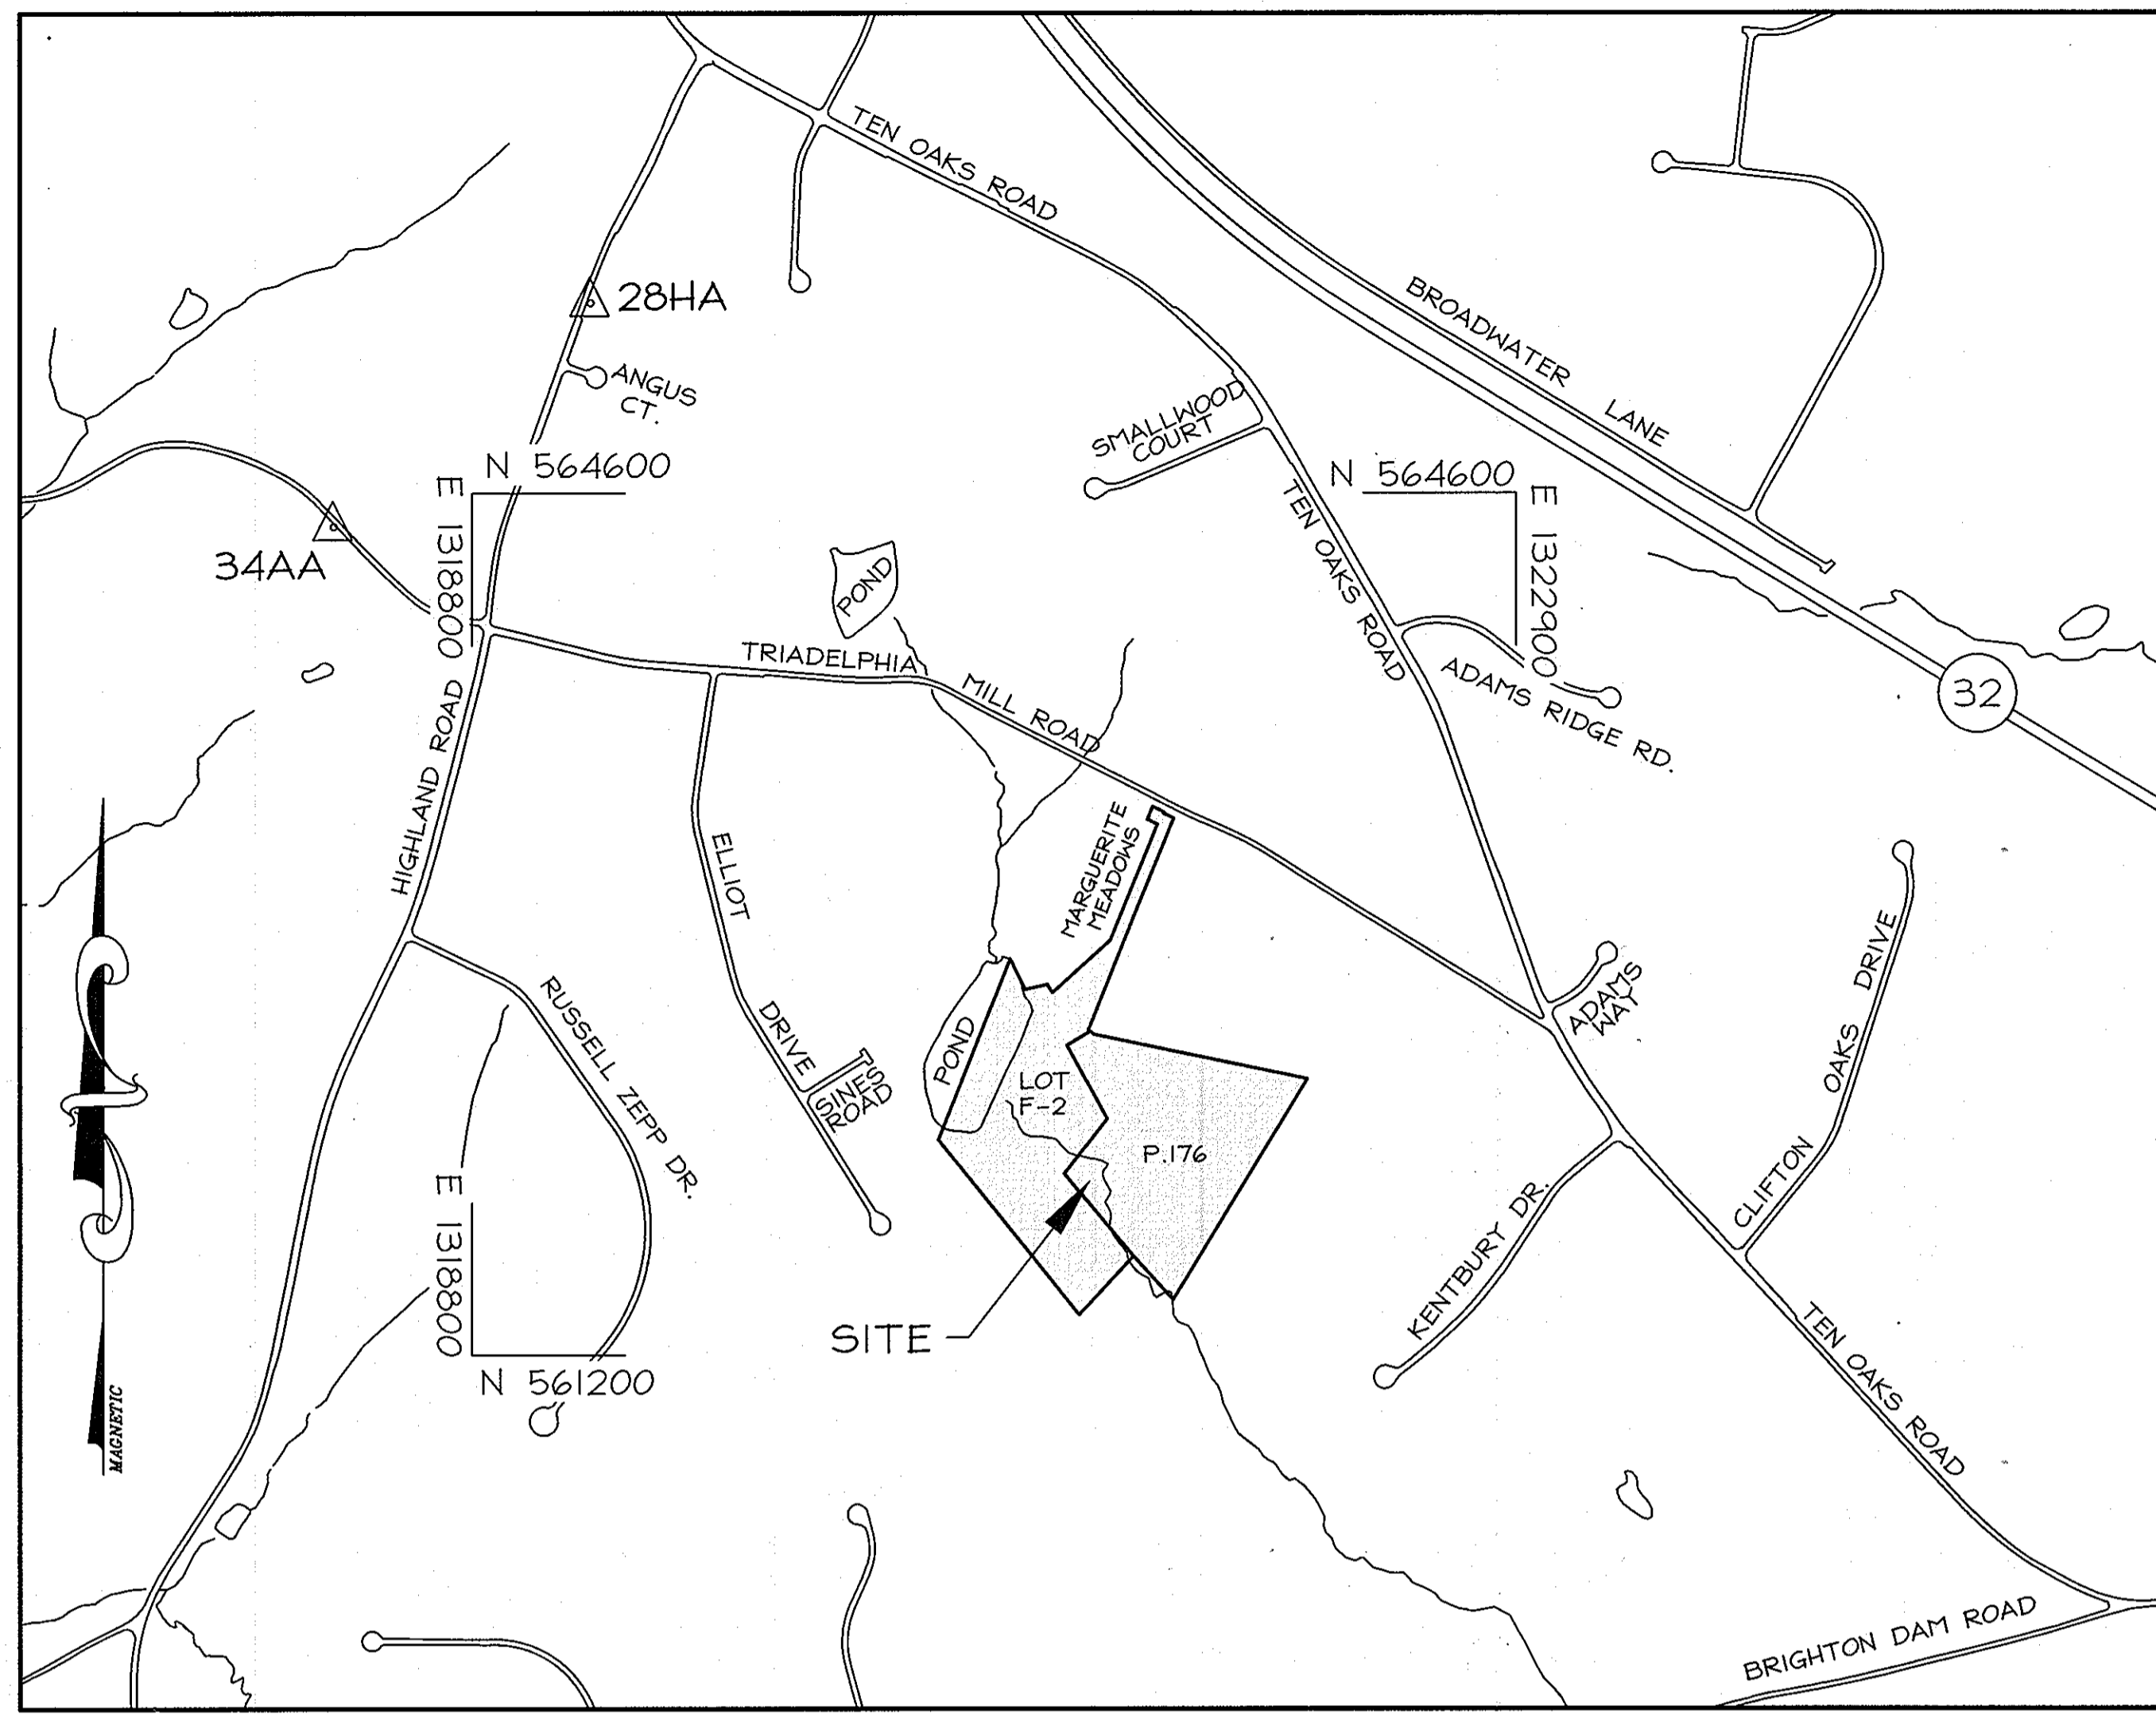 TEN OAKS ROAD
28HA
ANGUS
CT.
BROADWATER
LANE
SMALLWOOD
COURT
N 564600
E 1318800
N 564600
E 1322900
34AA
TEN OAKS ROAD
POND
TRIADELPHIA
MILL ROAD
ADAMS RIDGE RD.
32
HIGHLAND ROAD
ELLIOT
DRIVE
MARGUERITE
MEADOWS
RUSSELL ZEPP DR.
SINES
ROAD
POND
LOT
F-2
P.176
ADAMS
WAY
CLIFTON
OAKS
DRIVE
KENTBURY DR.
E 1318800
N 561200
SITE
TEN OAKS ROAD
MAGNETIC
BRIGHTON DAM ROAD